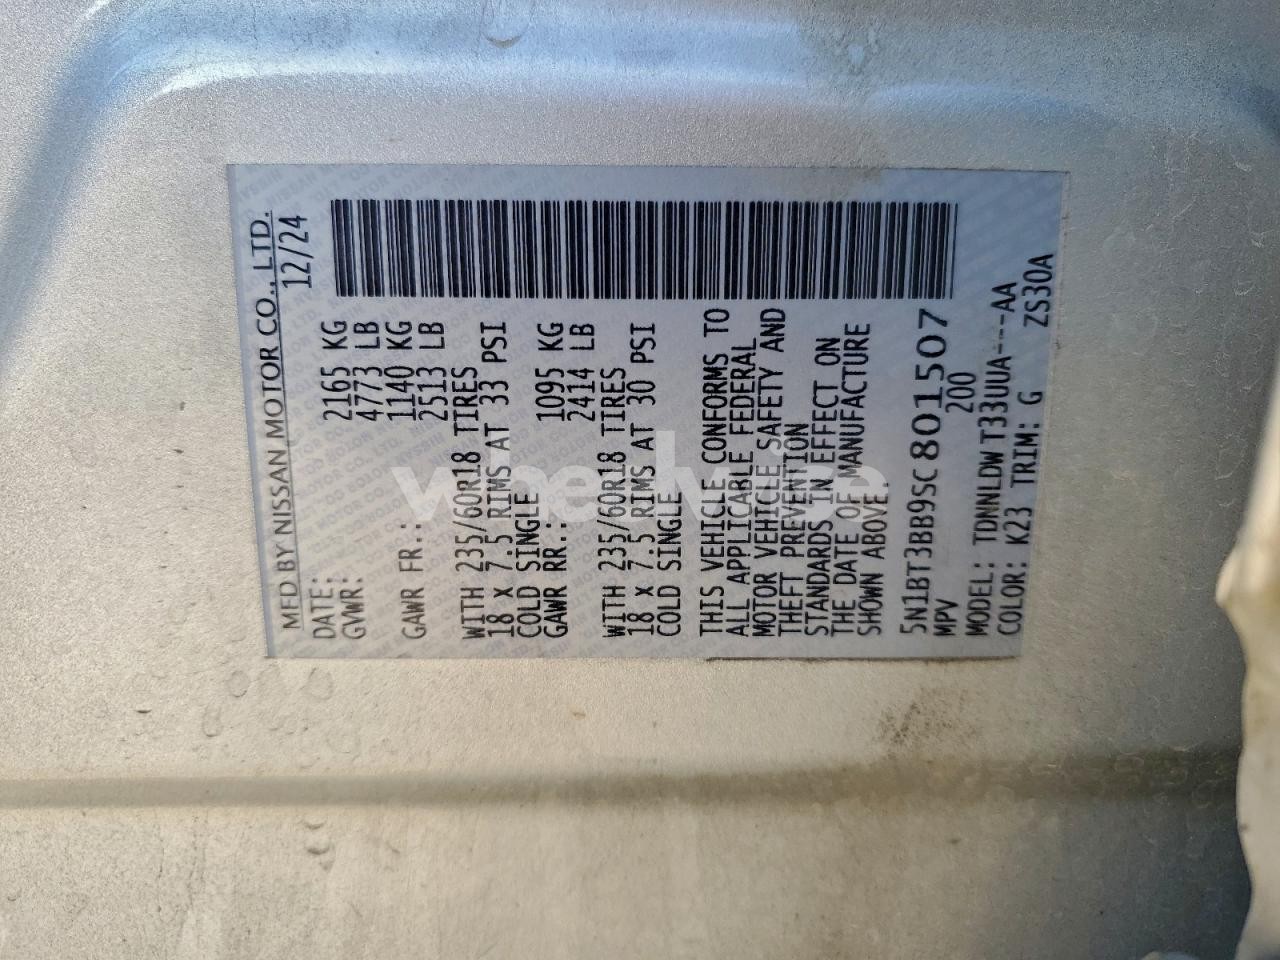 MFD BY NISSAN MOTOR CO., LTD.
DATE: 12/24
GVWR: 2165 KG
4773 LB
GAWR FR.: 1140 KG
2513 LB
WITH 235/60R18 TIRES
18 x 7.5 RIMS AT 33 PSI
COLD SINGLE
GAWR RR.: 1095 KG
2414 LB
WITH 235/60R18 TIRES
18 x 7.5 RIMS AT 30 PSI
COLD SINGLE
THIS VEHICLE CONFORMS TO
ALL APPLICABLE FEDERAL
MOTOR VEHICLE SAFETY AND
THEFT PREVENTION
STANDARDS IN EFFECT ON
THE DATE OF MANUFACTURE
SHOWN ABOVE.
5N1BT3BB9SC801507
MPV 200
MODEL: TDNNLDW T33UUA---AA
COLOR: K23 TRIM: G ZS30A